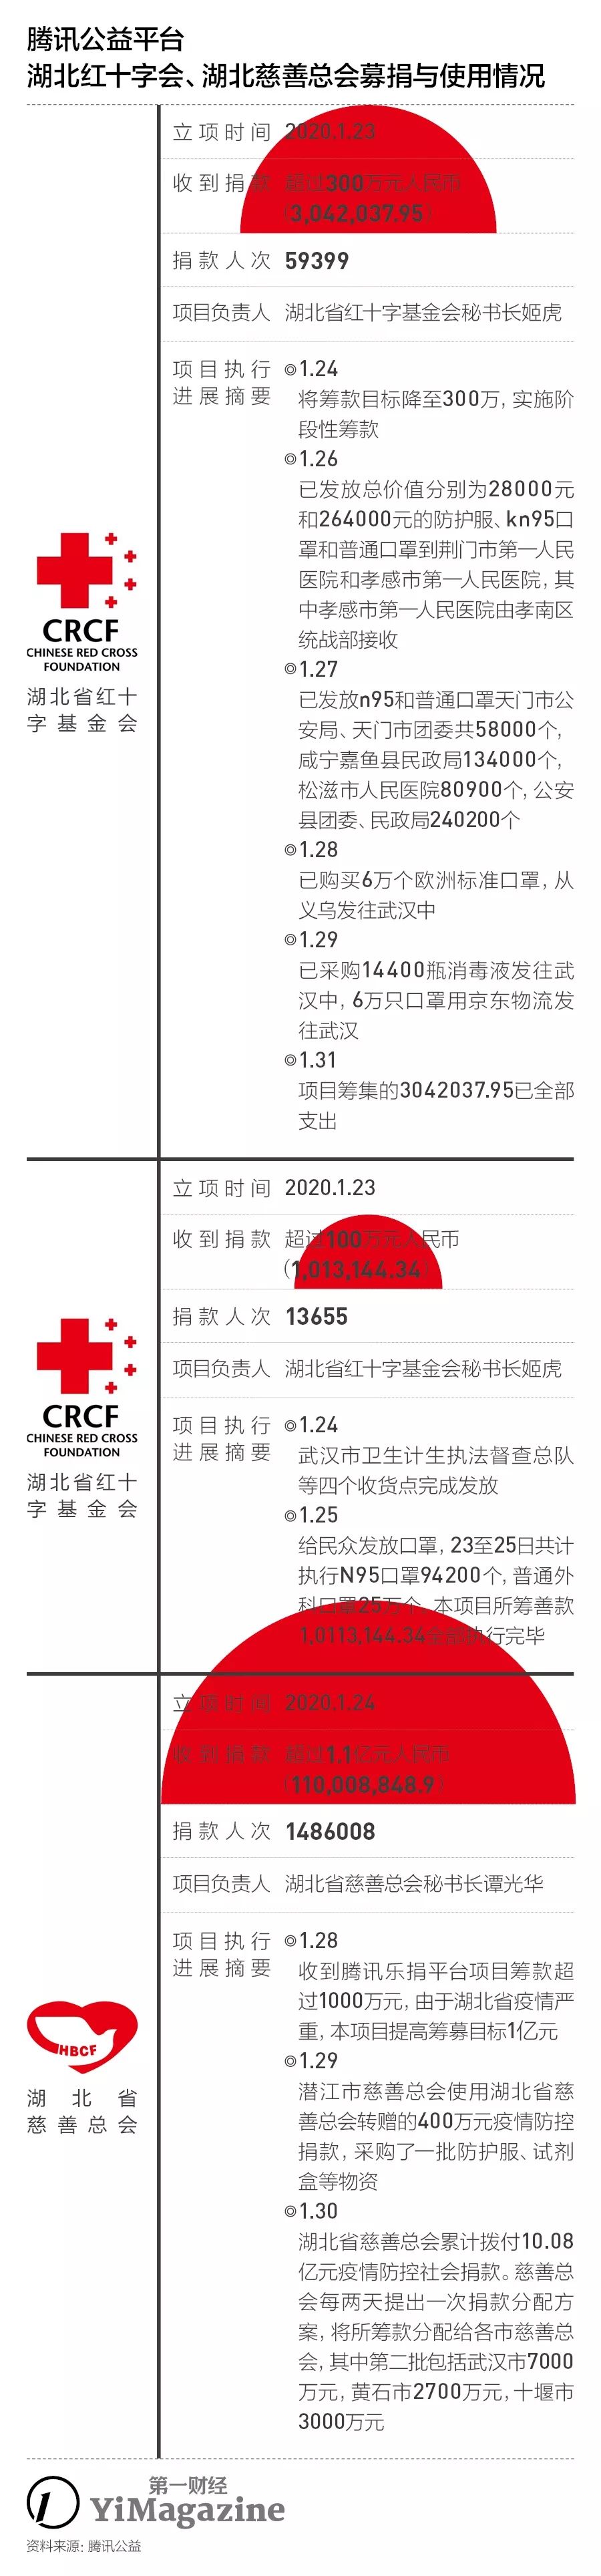 腾讯公益平台
湖北红十字会、湖北慈善总会募捐与使用情况
立项时间 2020.1.23
收到捐款 超过300万元人民币
(3,042,037.95)
捐款人次 59399
项目负责人 湖北省红十字基金会秘书长姬虎
项目执行 ◎1.24
进展摘要
将筹款目标降至300万，实施阶
段性筹款
◎1.26
已发放总价值分别为28000元
和264000元的防护服、kn95口
罩和普通口罩到荆门市第一人民
医院和孝感市第一人民医院，其
中孝感市第一人民医院由孝南区
统战部接收
◎1.27
已发放n95和普通口罩天门市公
安局、天门市团委共58000个，
咸宁嘉鱼县民政局134000个，
松滋市人民医院80900个，公安
县团委、民政局240200个
◎1.28
已购买6万个欧洲标准口罩，从
义乌发往武汉中
◎1.29
已采购14400瓶消毒液发往武
汉中，6万只口罩用京东物流发
往武汉
◎1.31
项目筹集的3042037.95已全部
支出
CRCF
CHINESE RED CROSS
FOUNDATION
湖北省红十
字基金会
立项时间 2020.1.23
收到捐款 超过100万元人民币
(1,013,144.34)
捐款人次 13655
项目负责人 湖北省红十字基金会秘书长姬虎
项目执行 ◎1.24
进展摘要
武汉市卫生计生执法督查总队
等四个收货点完成发放
◎1.25
给民众发放口罩，23至25日共计
执行N95口罩94200个，普通外
科口罩25万个，本项目所筹善款
1,0113,144.34全部执行完毕
CRCF
CHINESE RED CROSS
FOUNDATION
湖北省红十
字基金会
立项时间 2020.1.24
收到捐款 超过1.1亿元人民币
(110,008,848.9)
捐款人次 1486008
项目负责人 湖北省慈善总会秘书长谭光华
项目执行 ◎1.28
进展摘要
收到腾讯乐捐平台项目筹款超
过1000万元，由于湖北省疫情严
重，本项目提高筹募目标1亿元
◎1.29
潜江市慈善总会使用湖北省慈
善总会转赠的400万元疫情防控
捐款，采购了一批防护服、试剂
盒等物资
◎1.30
湖北省慈善总会累计拨付10.08
亿元疫情防控社会捐款。慈善总
会每两天提出一次捐款分配方
案，将所筹款分配给各市慈善总
会，其中第二批包括武汉市7000
万元，黄石市2700万元，十堰市
3000万元
HBCF
湖北省
慈善总会
第一财经
YiMagazine
资料来源：腾讯公益